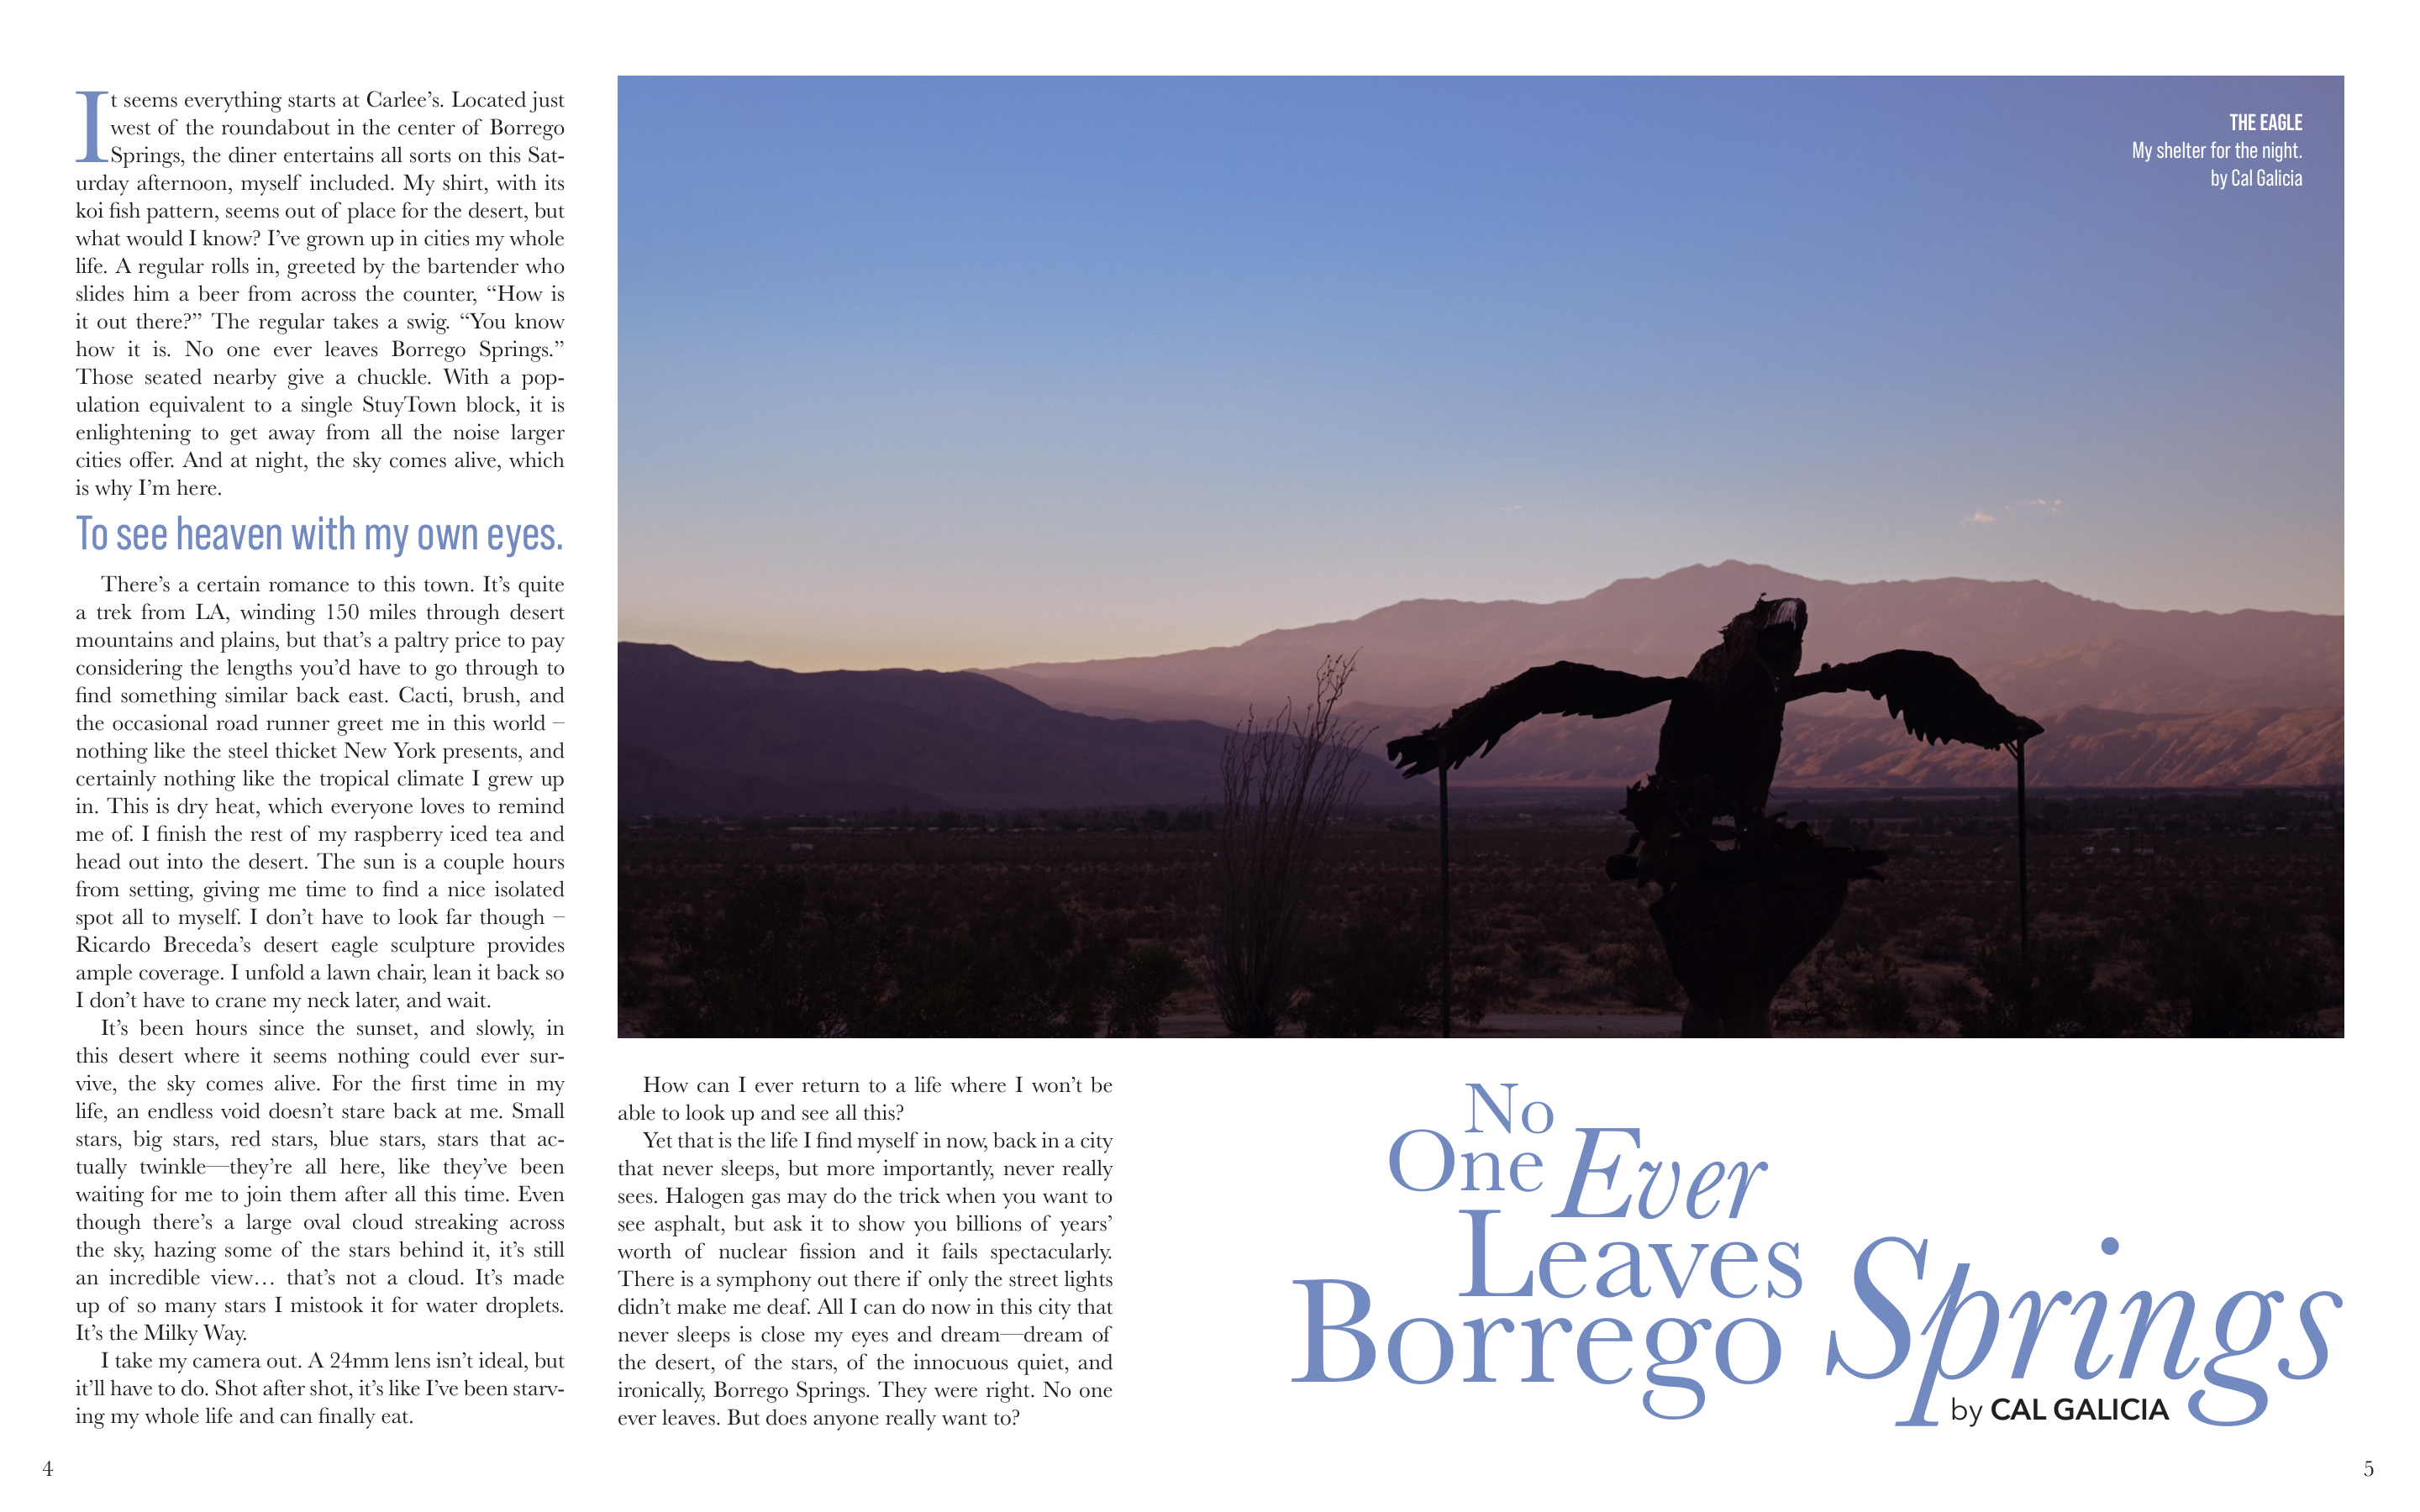 It seems everything starts at Carlee’s. Located just
west of the roundabout in the center of Borrego
Springs, the diner entertains all sorts on this Sat-
urday afternoon, myself included. My shirt, with its
koi fish pattern, seems out of place for the desert, but
what would I know? I’ve grown up in cities my whole
life. A regular rolls in, greeted by the bartender who
slides him a beer from across the counter, “How is
it out there?” The regular takes a swig. “You know
how it is. No one ever leaves Borrego Springs.”
Those seated nearby give a chuckle. With a pop-
ulation equivalent to a single StuyTown block, it is
enlightening to get away from all the noise larger
cities offer. And at night, the sky comes alive, which
is why I’m here.
To see heaven with my own eyes.
There’s a certain romance to this town. It’s quite
a trek from LA, winding 150 miles through desert
mountains and plains, but that’s a paltry price to pay
considering the lengths you’d have to go through to
find something similar back east. Cacti, brush, and
the occasional road runner greet me in this world –
nothing like the steel thicket New York presents, and
certainly nothing like the tropical climate I grew up
in. This is dry heat, which everyone loves to remind
me of. I finish the rest of my raspberry iced tea and
head out into the desert. The sun is a couple hours
from setting, giving me time to find a nice isolated
spot all to myself. I don’t have to look far though –
Ricardo Breceda’s desert eagle sculpture provides
ample coverage. I unfold a lawn chair, lean it back so
I don’t have to crane my neck later, and wait.
It’s been hours since the sunset, and slowly, in
this desert where it seems nothing could ever sur-
vive, the sky comes alive. For the first time in my
life, an endless void doesn’t stare back at me. Small
stars, big stars, red stars, blue stars, stars that ac-
tually twinkle—they’re all here, like they’ve been
waiting for me to join them after all this time. Even
though there’s a large oval cloud streaking across
the sky, hazing some of the stars behind it, it’s still
an incredible view… that’s not a cloud. It’s made
up of so many stars I mistook it for water droplets.
It’s the Milky Way.
I take my camera out. A 24mm lens isn’t ideal, but
it’ll have to do. Shot after shot, it’s like I’ve been starv-
ing my whole life and can finally eat.
THE EAGLE
My shelter for the night.
by Cal Galicia
How can I ever return to a life where I won’t be
able to look up and see all this?
Yet that is the life I find myself in now, back in a city
that never sleeps, but more importantly, never really
sees. Halogen gas may do the trick when you want to
see asphalt, but ask it to show you billions of years’
worth of nuclear fission and it fails spectacularly.
There is a symphony out there if only the street lights
didn’t make me deaf. All I can do now in this city that
never sleeps is close my eyes and dream—dream of
the desert, of the stars, of the innocuous quiet, and
ironically, Borrego Springs. They were right. No one
ever leaves. But does anyone really want to?
No
One Ever
Leaves
Borrego Springs
by CAL GALICIA
4
5